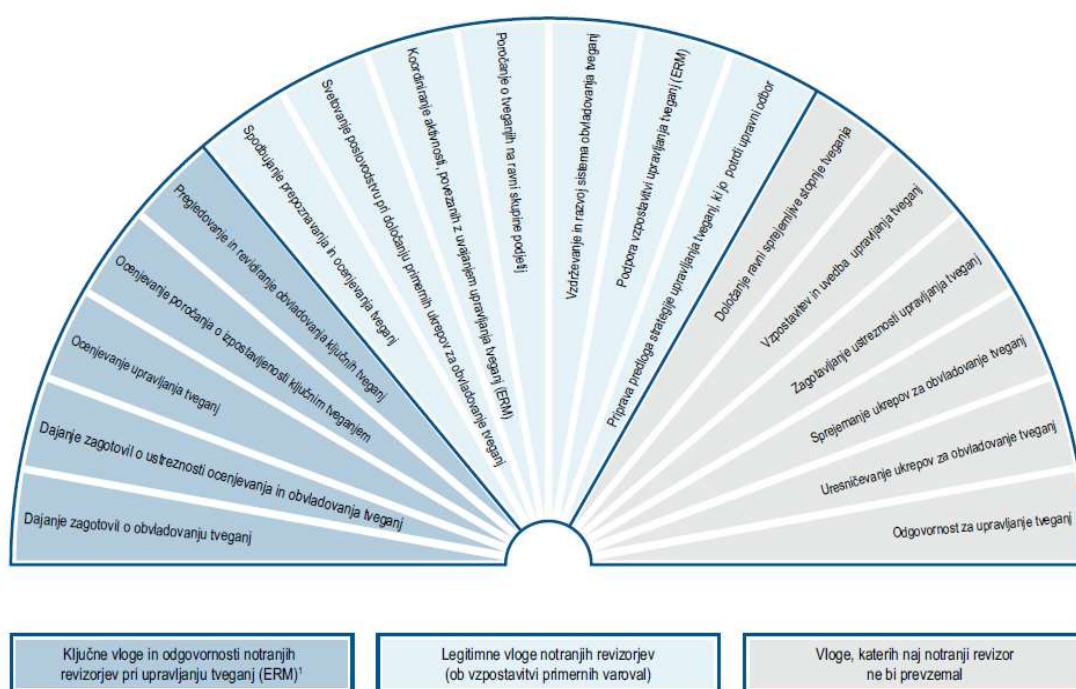 Dajanje zagotovil o obvladovanju tveganj
Dajanje zagotovil o ustreznosti ocenjevanja in obvladovanja tveganj
Ocenjevanje upravljanja tveganj
Ocenjevanje poročanja o izpostavljenosti ključnim tveganjem
Pregledovanje in revidiranje obvladovanja ključnih tveganj
Spodbujanje prepoznavanja in ocenjevanja tveganj
Svetovanje poslovodstvu pri določanju primernih ukrepov za obvladovanje tveganj
Koordiniranje aktivnosti, povezanih z uvajanjem upravljanja tveganj (ERM)
Poročanje o tveganjih na ravni skupine podjetij
Vzdrževanje in razvoj sistema obvladovanja tveganj
Podpora vzpostavitvi upravljanja tveganj (ERM)
Priprava predloga strategije upravljanja tveganj, ki jo potrdi upravni odbor
Določanje ravni sprejemljive stopnje tveganja
Vzpostavitev in uvedba upravljanja tveganj
Zagotavljanje ustreznosti upravljanja tveganj
Sprejemanje ukrepov za obvladovanje tveganj
Uresničevanje ukrepov za obvladovanje tveganj
Odgovornost za upravljanje tveganj
Ključne vloge in odgovornosti notranjih
revizorjev pri upravljanju tveganj (ERM)¹
Legitimne vloge notranjih revizorjev
(ob vzpostavitvi primernih varoval)
Vloge, katerih naj notranji revizor
ne bi prevzemal